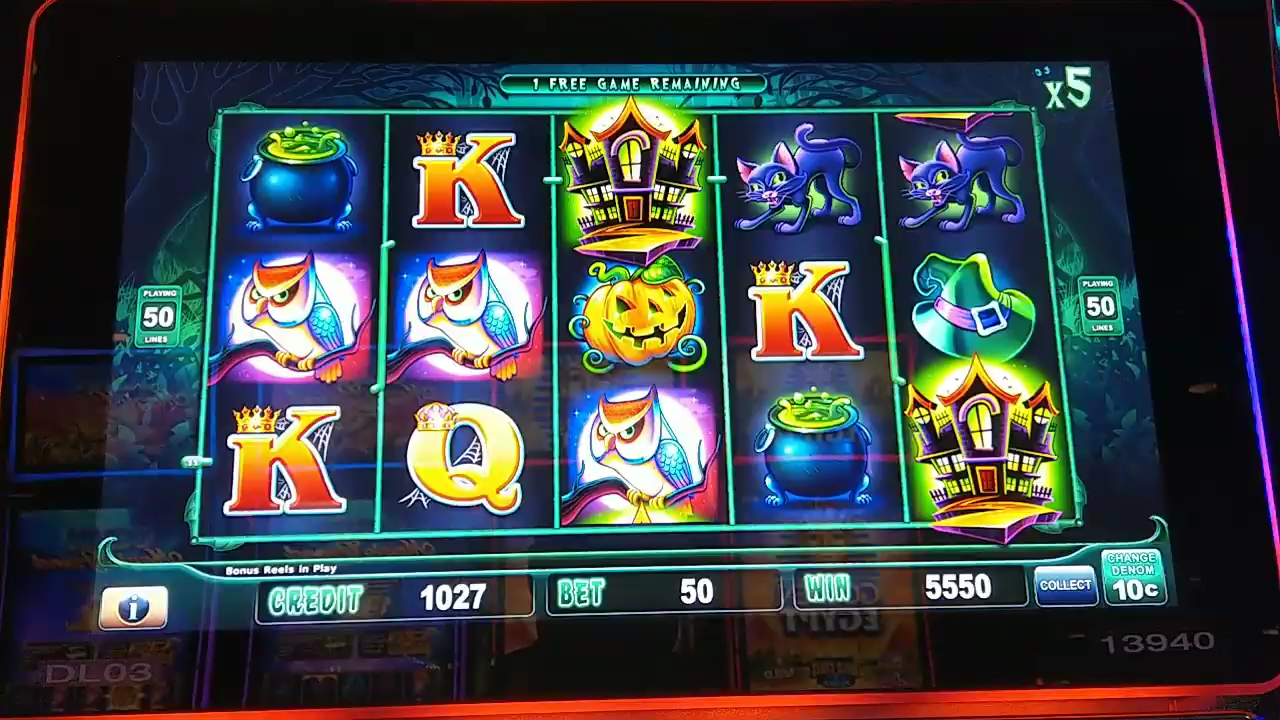 1 FREE GAME REMAINING
x5
K
PLAYING
50
LINES
K
PLAYING
50
LINES
K
Q
Bonus Reels in Play
CREDIT 1027
BET 50
WIN 5550
COLLECT
CHANGE
DENOM
10¢
i
DL03
13940